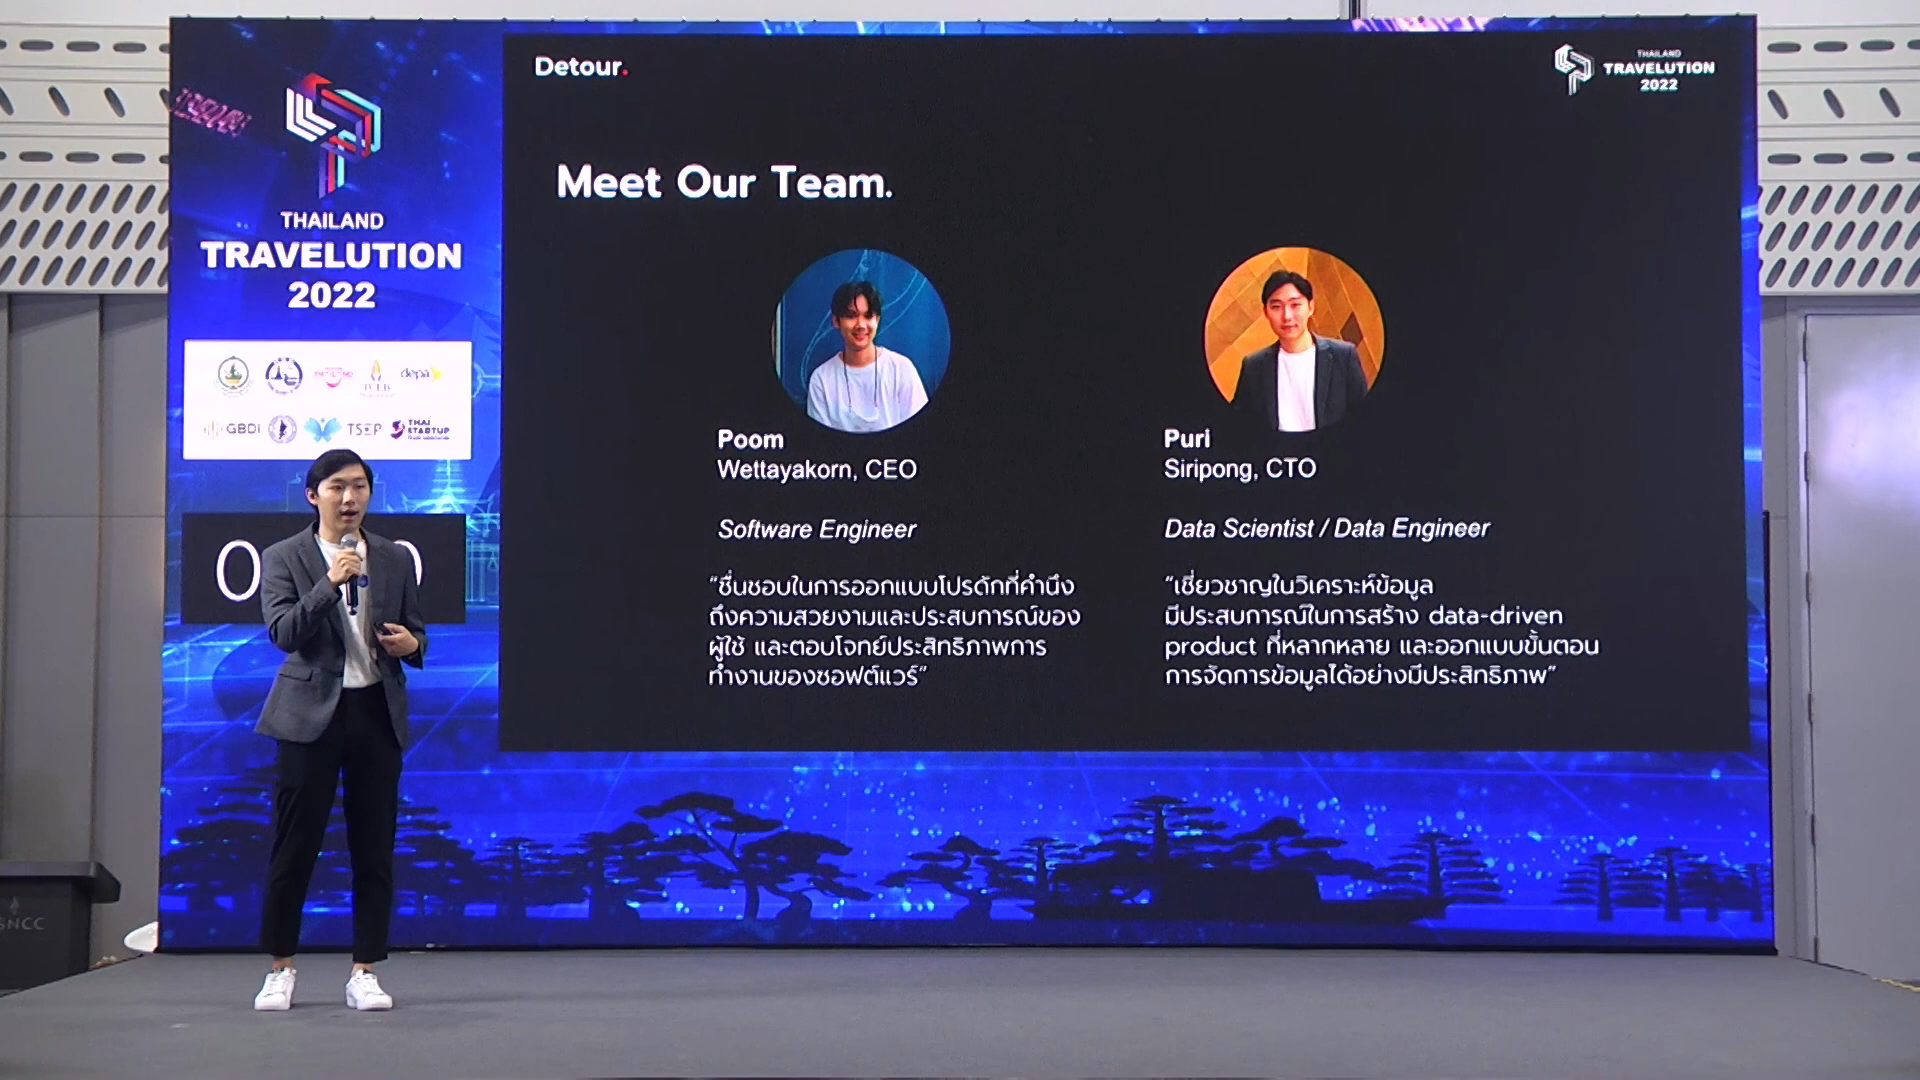 Detour.
THAILAND
TRAVELUTION
2022
Meet Our Team.
THAILAND
TRAVELUTION
2022
depa
GBDI
TSEP
THAI
STARTUP
Poom
Wettayakorn, CEO
Software Engineer
“ชื่นชอบในการออกแบบโปรดักที่คำนึง
ถึงความสวยงามและประสบการณ์ของ
ผู้ใช้ และตอบโจทย์ประสิทธิภาพการ
ทำงานของซอฟต์แวร์”
Puri
Siripong, CTO
Data Scientist / Data Engineer
“เชี่ยวชาญในวิเคราะห์ข้อมูล
มีประสบการณ์ในการสร้าง data-driven
product ที่หลากหลาย และออกแบบขั้นตอน
การจัดการข้อมูลได้อย่างมีประสิทธิภาพ”
SNCC